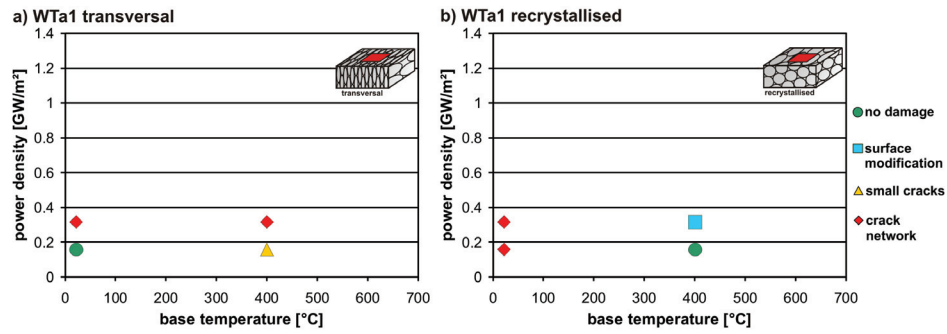 a) WTa1 transversal
power density [GW/m²]
1.4
1.2
1
0.8
0.6
0.4
0.2
0
0 100 200 300 400 500 600 700
base temperature [°C]
transversal
b) WTa1 recrystallised
power density [GW/m²]
1.4
1.2
1
0.8
0.6
0.4
0.2
0
0 100 200 300 400 500 600 700
base temperature [°C]
recrystallised
no damage
surface
modification
small cracks
crack
network